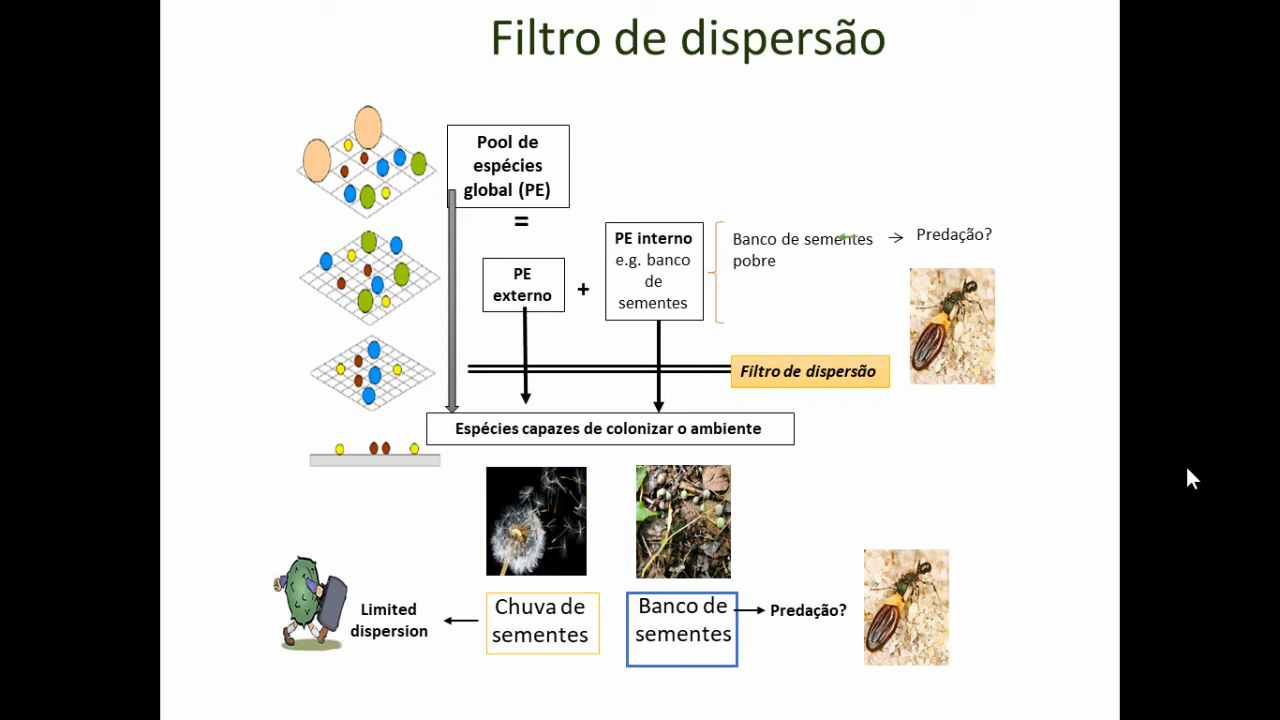 Filtro de dispersão
Pool de
espécies
global (PE)
=
PE
externo
+
PE interno
e.g. banco
de
sementes
Banco de sementes
pobre
Predação?
Filtro de dispersão
Espécies capazes de colonizar o ambiente
Limited
dispersion
Chuva de
sementes
Banco de
sementes
Predação?